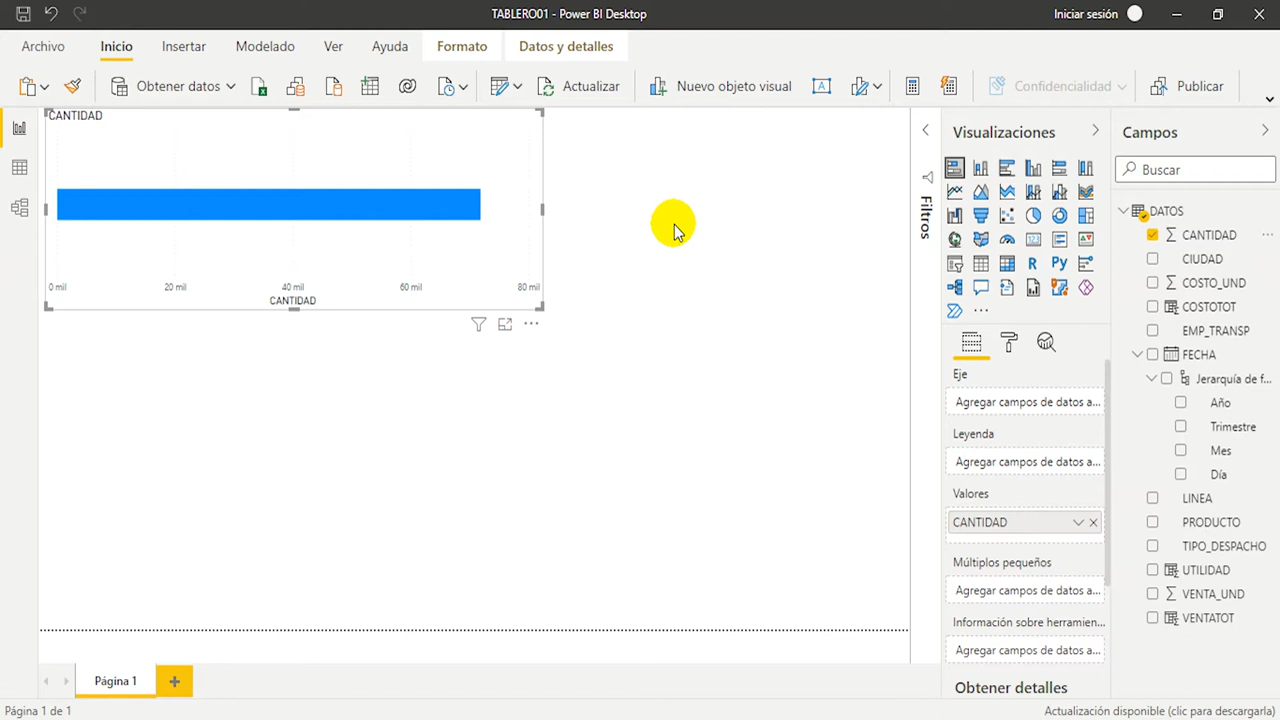 TABLERO01 - Power BI Desktop
Iniciar sesión
Archivo
Inicio
Insertar
Modelado
Ver
Ayuda
Formato
Datos y detalles
Obtener datos
Actualizar
Nuevo objeto visual
Confidencialidad
Publicar
CANTIDAD
0 mil
20 mil
40 mil
60 mil
80 mil
CANTIDAD
Filtros
Visualizaciones
R
Py
Eje
Agregar campos de datos a...
Leyenda
Agregar campos de datos a...
Valores
CANTIDAD
Múltiplos pequeños
Agregar campos de datos a...
Información sobre herramien...
Agregar campos de datos a...
Obtener detalles
Campos
Buscar
DATOS
CANTIDAD
CIUDAD
COSTO_UND
COSTOTOT
EMP_TRANSP
FECHA
Jerarquía de f...
Año
Trimestre
Mes
Día
LINEA
PRODUCTO
TIPO_DESPACHO
UTILIDAD
VENTA_UND
VENTATOT
Página 1
Página 1 de 1
Actualización disponible (clic para descargarla)